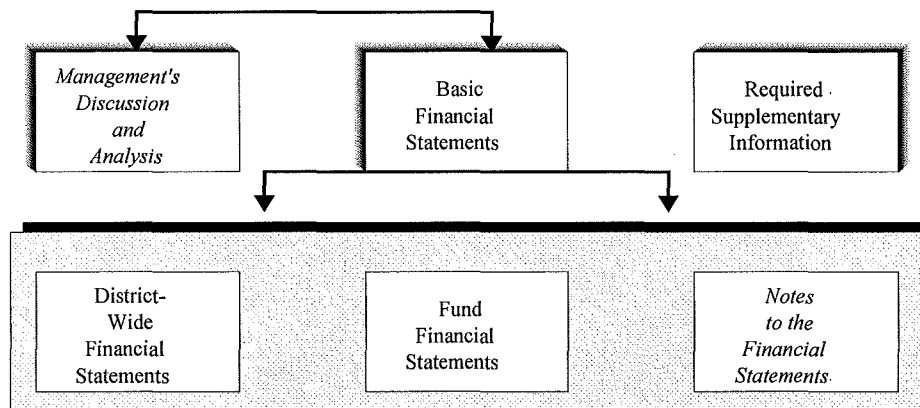 Management's
Discussion
and
Analysis
Basic
Financial
Statements
Required
Supplementary
Information
District-
Wide
Financial
Statements
Fund
Financial
Statements
Notes
to the
Financial
Statements